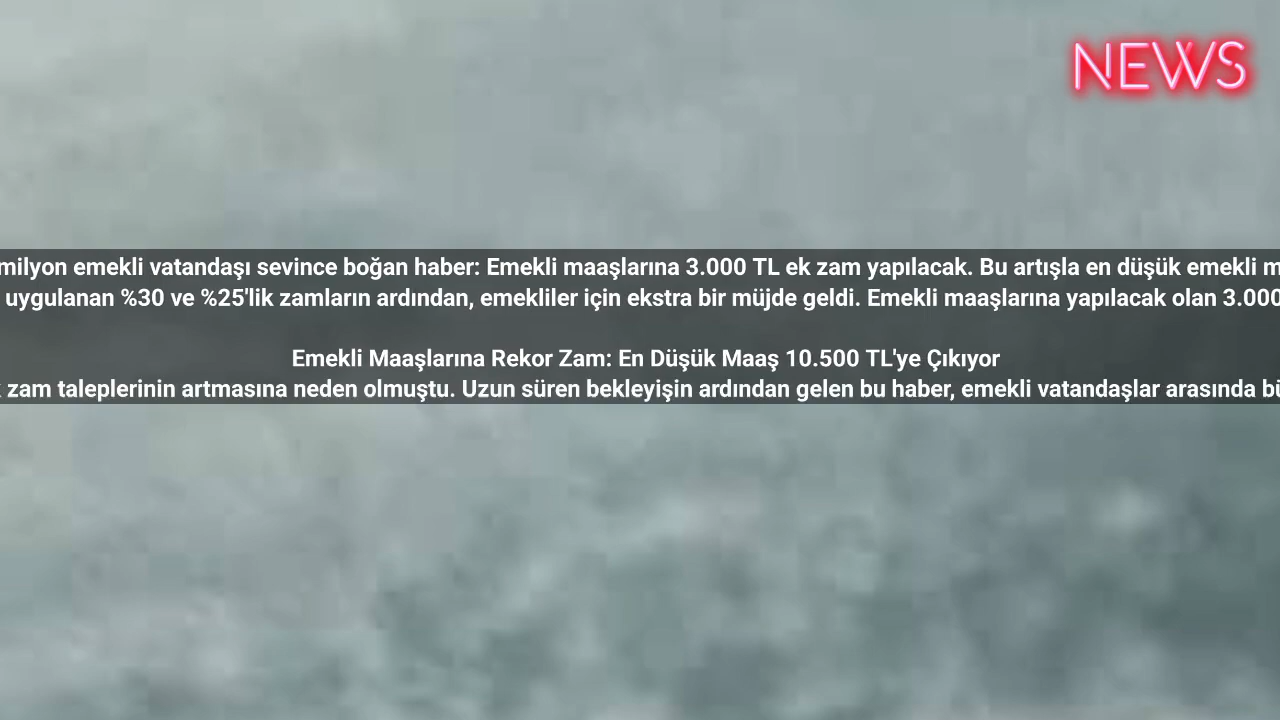 NEWS
milyon emekli vatandaşı sevince boğan haber: Emekli maaşlarına 3.000 TL ek zam yapılacak. Bu artışla en düşük emekli
uygulanan %30 ve %25'lik zamların ardından, emekliler için ekstra bir müjde geldi. Emekli maaşlarına yapılacak olan 3.000
Emekli Maaşlarına Rekor Zam: En Düşük Maaş 10.500 TL'ye Çıkıyor
zam taleplerinin artmasına neden olmuştu. Uzun süren bekleyişin ardından gelen bu haber, emekli vatandaşlar arasında